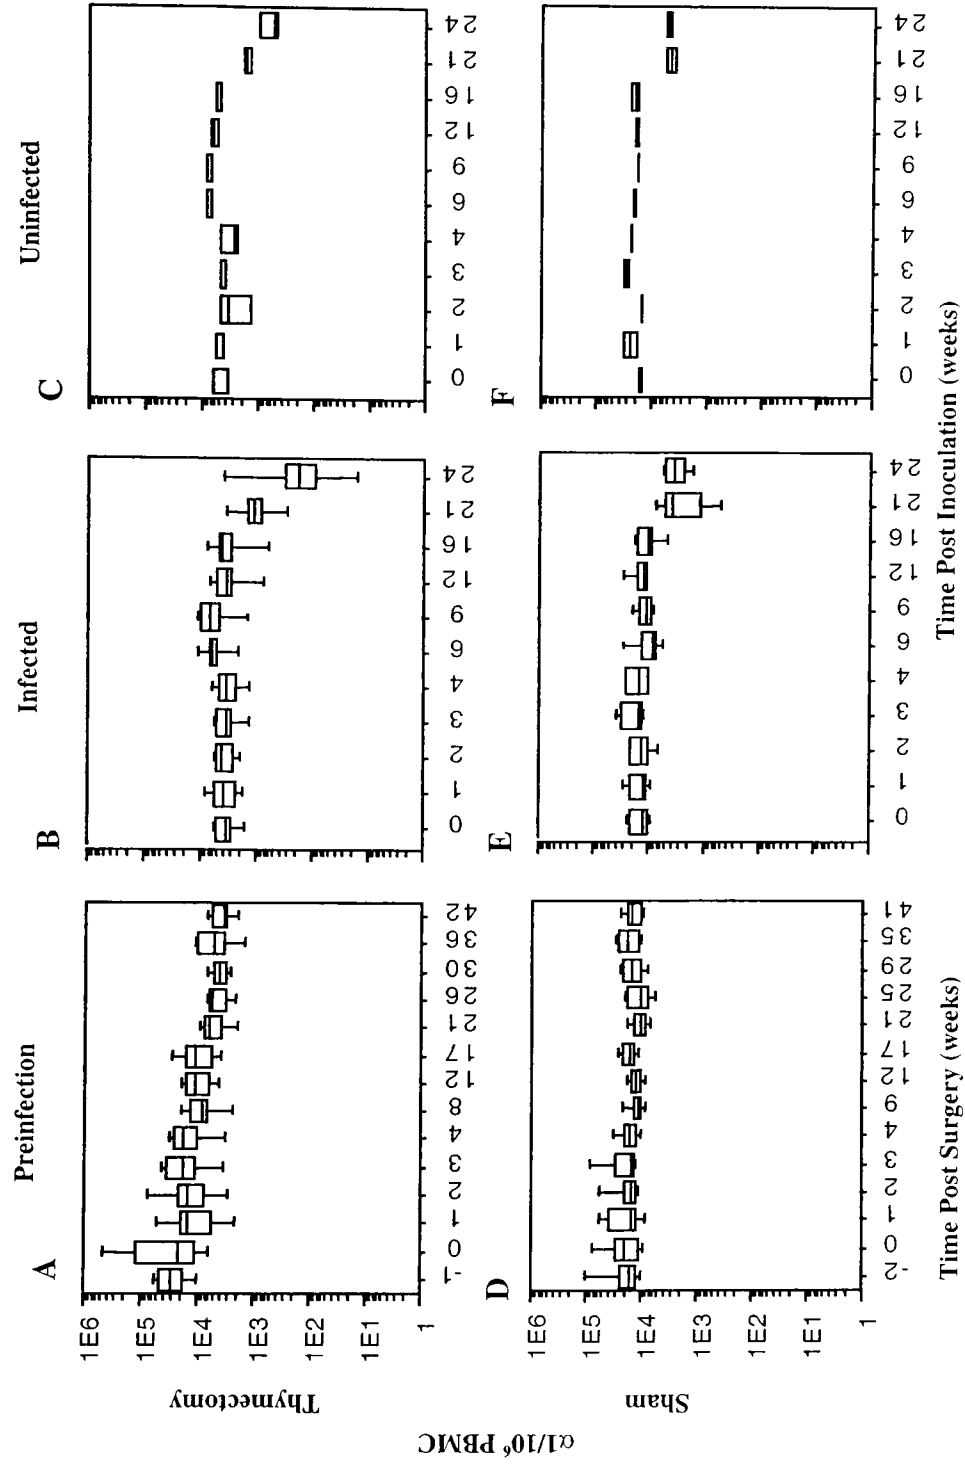 Preinfection
Infected
Uninfected
A
B
C
Thymectomy
1E6
1E5
1E4
1E3
1E2
1E1
1
-1 0 1 2 3 4 8 12 17 21 26 30 36 42
0 1 2 3 4 6 9 12 16 21 24
0 1 2 3 4 6 9 12 16 21 24
α1/10⁶ PBMC
D
E
F
Sham
1E6
1E5
1E4
1E3
1E2
1E1
1
-2 0 1 2 3 4 9 12 17 21 25 29 35 41
0 1 2 3 4 6 9 12 16 21 24
0 1 2 3 4 6 9 12 16 21 24
Time Post Surgery (weeks)
Time Post Inoculation (weeks)